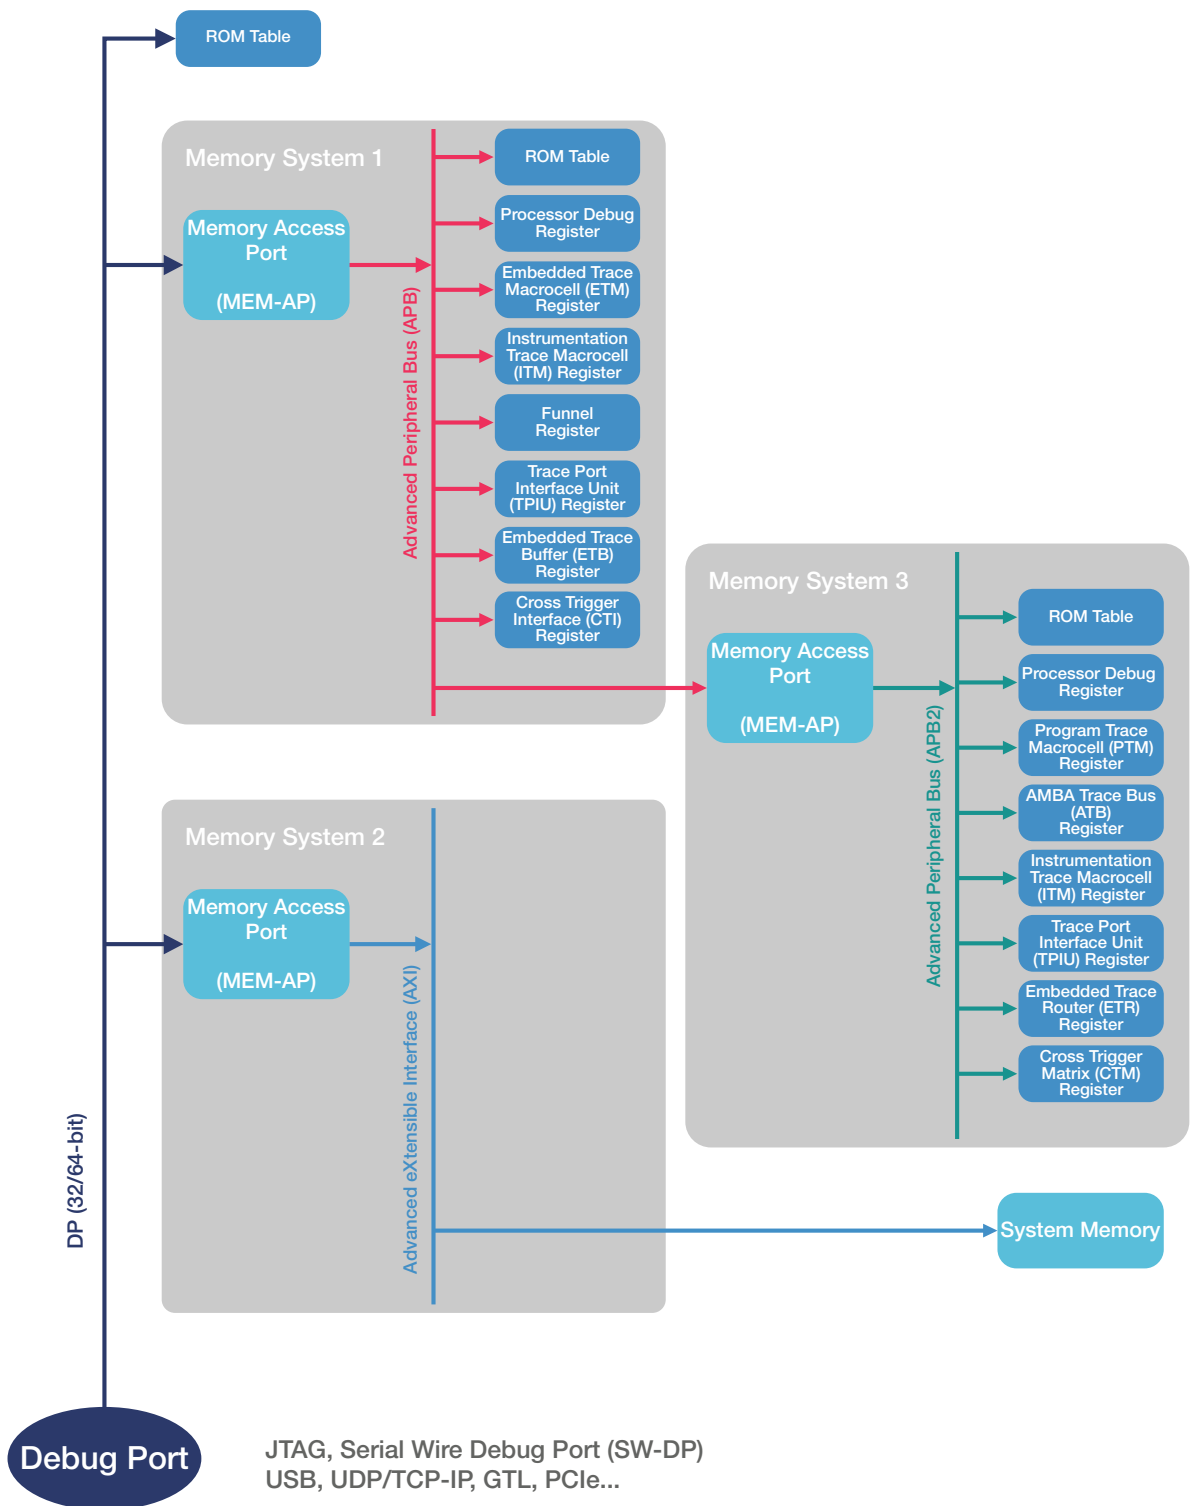 ROM Table
Memory System 1
Memory Access
Port
(MEM-AP)
Advanced Peripheral Bus (APB)
ROM Table
Processor Debug
Register
Embedded Trace
Macrocell (ETM)
Register
Instrumentation
Trace Macrocell
(ITM) Register
Funnel
Register
Trace Port
Interface Unit
(TPIU) Register
Embedded Trace
Buffer (ETB)
Register
Cross Trigger
Interface (CTI)
Register
Memory System 3
Memory Access
Port
(MEM-AP)
Advanced Peripheral Bus (APB2)
ROM Table
Processor Debug
Register
Program Trace
Macrocell (PTM)
Register
AMBA Trace Bus
(ATB)
Register
Instrumentation
Trace Macrocell
(ITM) Register
Trace Port
Interface Unit
(TPIU) Register
Embedded Trace
Router (ETR)
Register
Cross Trigger
Matrix (CTM)
Register
Memory System 2
Memory Access
Port
(MEM-AP)
Advanced eXtensible Interface (AXI)
System Memory
DP (32/64-bit)
Debug Port
JTAG, Serial Wire Debug Port (SW-DP)
USB, UDP/TCP-IP, GTL, PCIe...